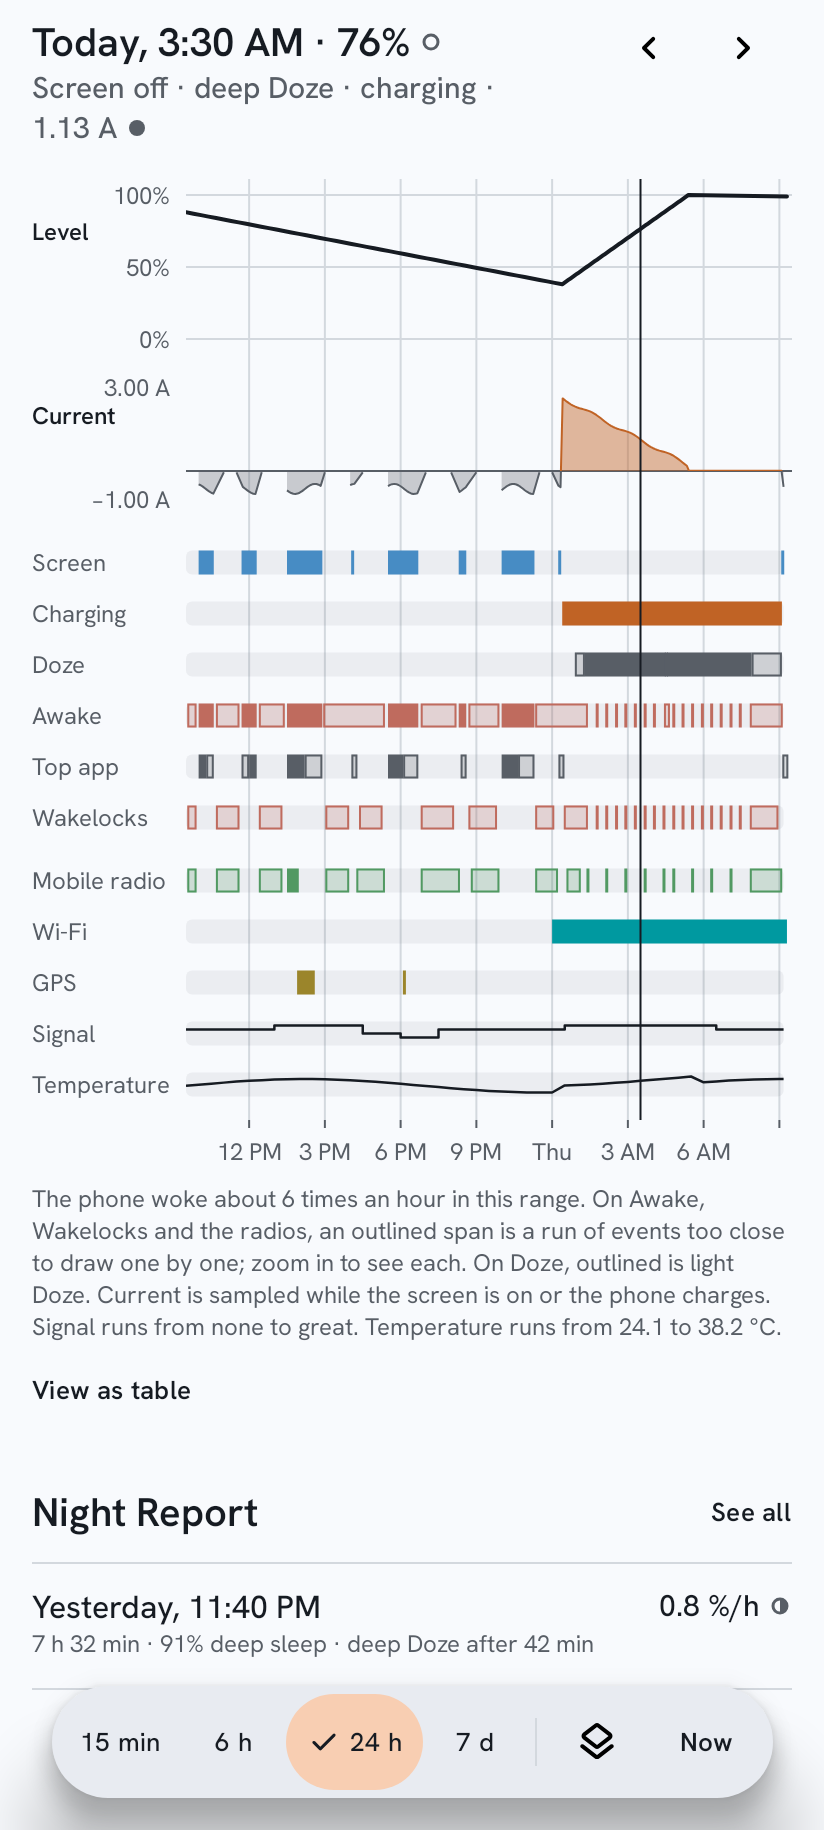 Today, 3:30 AM · 76%
Screen off · deep Doze · charging ·
1.13 A
100%
Level
50%
0%
3.00 A
Current
−1.00 A
Screen
Charging
Doze
Awake
Top app
Wakelocks
Mobile radio
Wi-Fi
GPS
Signal
Temperature
12 PM 3 PM 6 PM 9 PM Thu 3 AM 6 AM
The phone woke about 6 times an hour in this range. On Awake,
Wakelocks and the radios, an outlined span is a run of events too close
to draw one by one; zoom in to see each. On Doze, outlined is light
Doze. Current is sampled while the screen is on or the phone charges.
Signal runs from none to great. Temperature runs from 24.1 to 38.2 °C.
View as table
Night Report See all
Yesterday, 11:40 PM 0.8 %/h
7 h 32 min · 91% deep sleep · deep Doze after 42 min
15 min 6 h 24 h 7 d Now